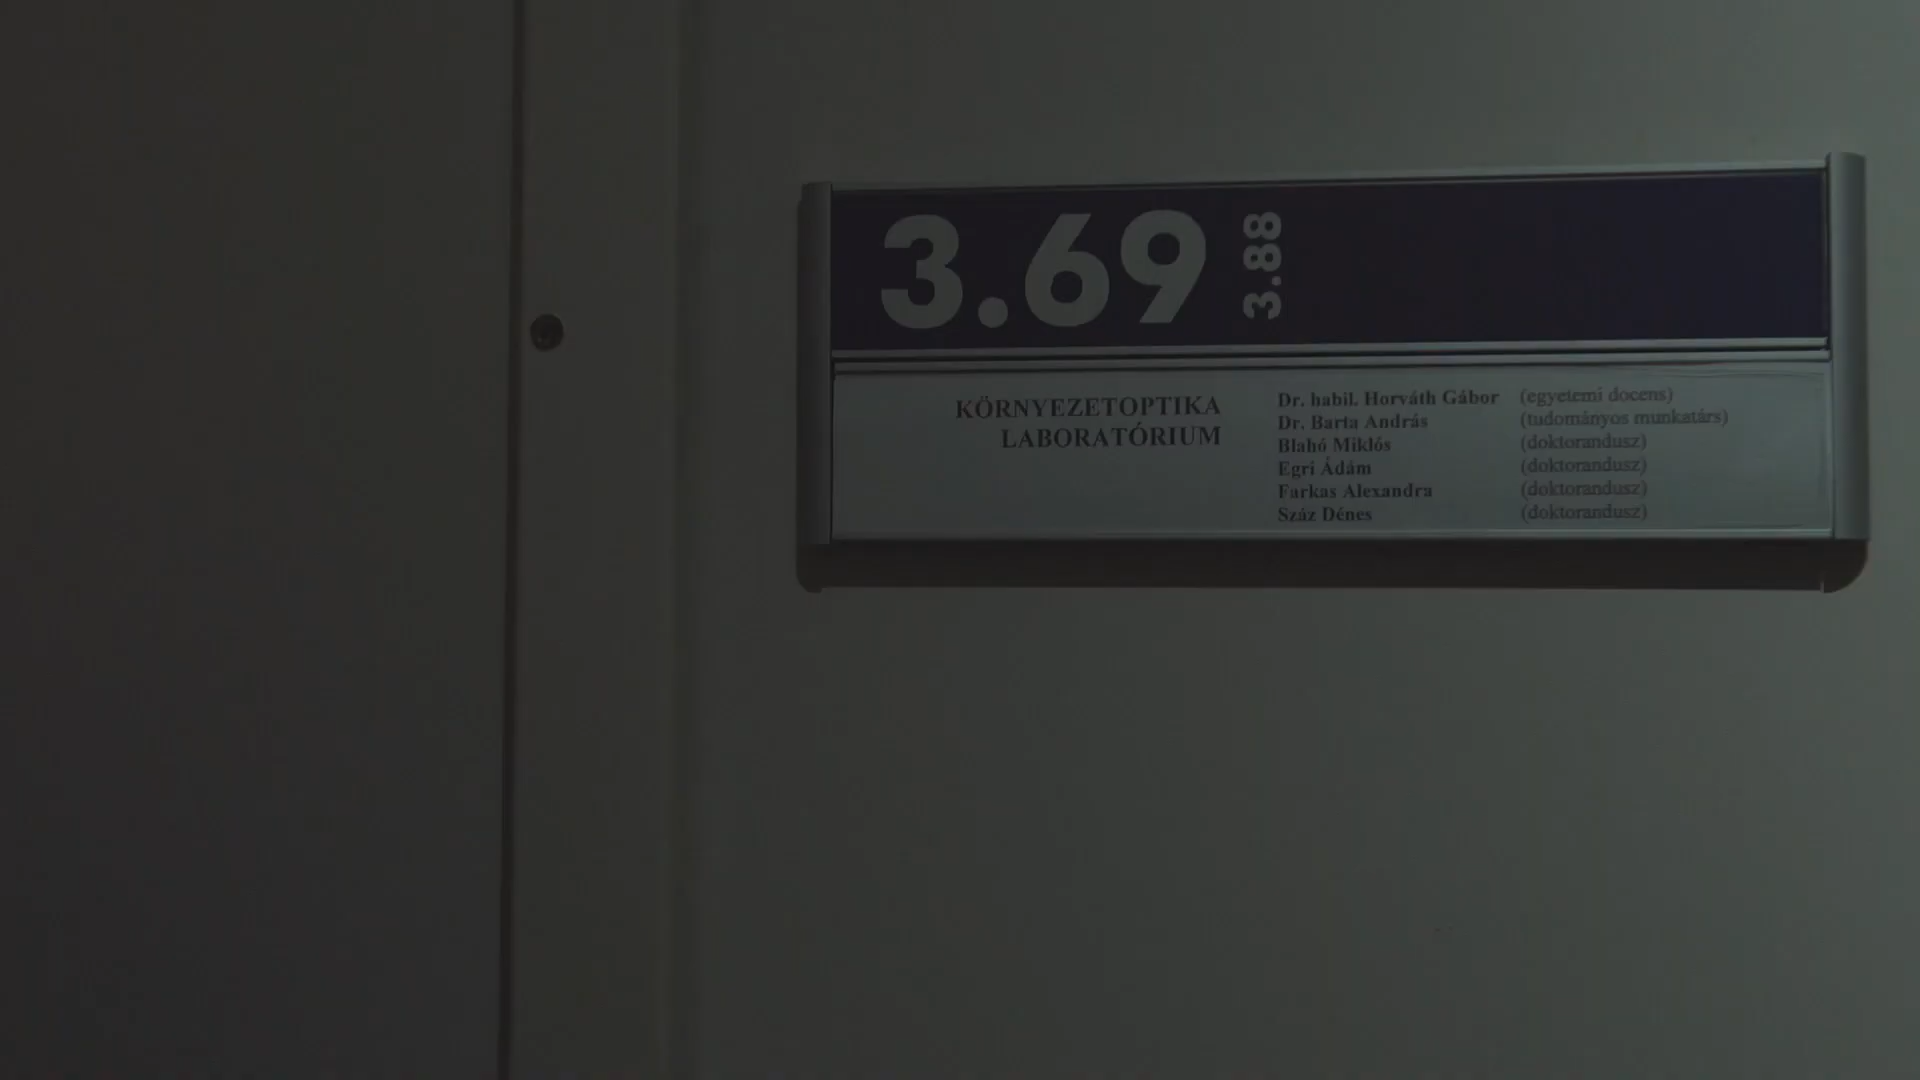 3.69 3.88
KÖRNYEZETOPTIKA
LABORATÓRIUM
Dr. habil. Horváth Gábor (egyetemi docens)
Dr. Barta András (tudományos munkatárs)
Blahó Miklós (doktorandusz)
Egri Ádám (doktorandusz)
Farkas Alexandra (doktorandusz)
Száz Dénes (doktorandusz)